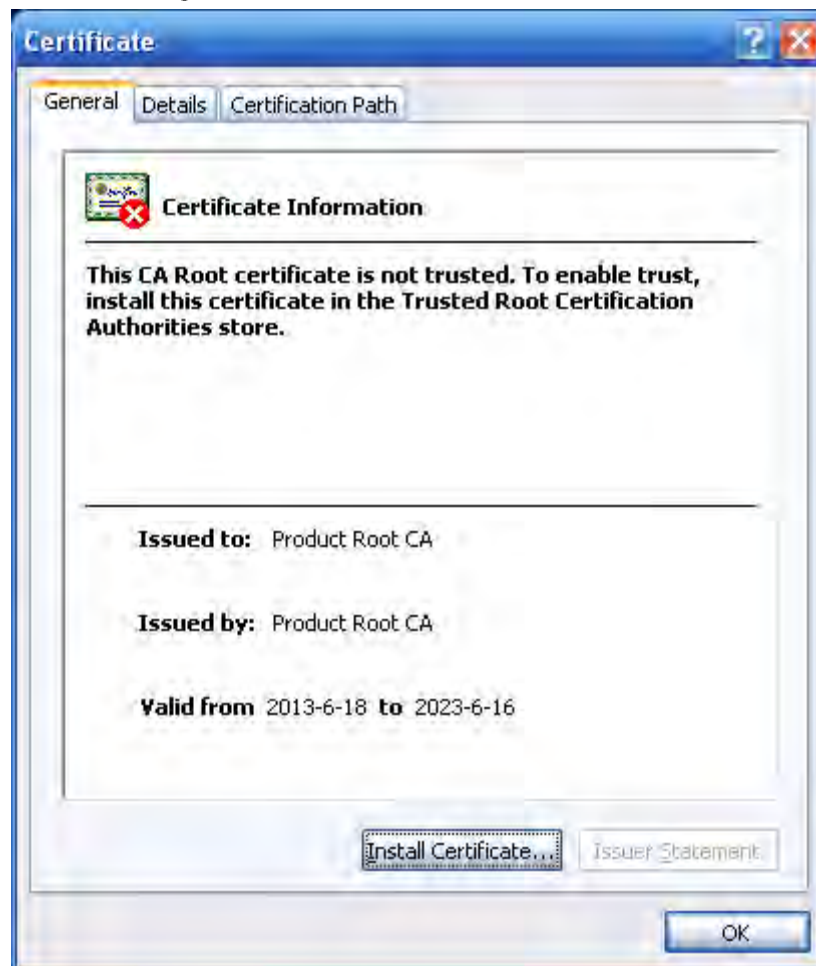 Certificate
General Details Certification Path
Certificate Information
This CA Root certificate is not trusted. To enable trust,
install this certificate in the Trusted Root Certification
Authorities store.
Issued to: Product Root CA
Issued by: Product Root CA
Valid from 2013-6-18 to 2023-6-16
Install Certificate... Issuer Statement
OK